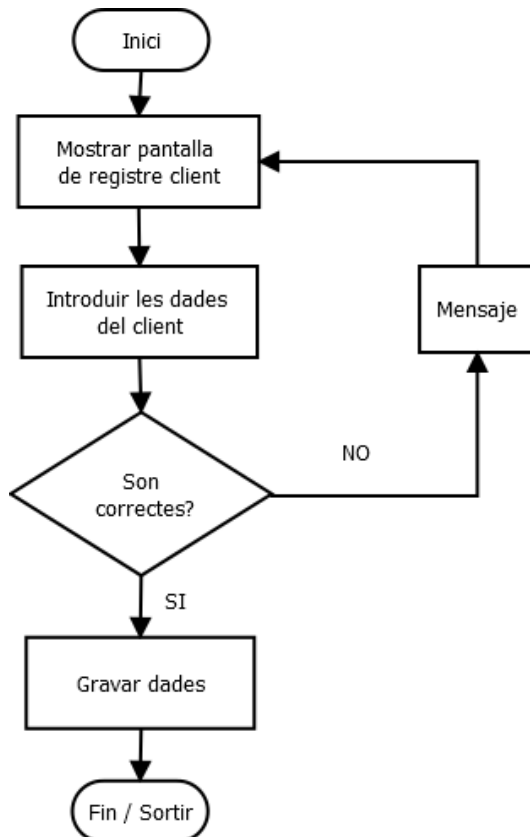 Inici
Mostrar pantalla
de registre client
Introduir les dades
del client
Mensaje
Son
correctes?
NO
SI
Gravar dades
Fin / Sortir